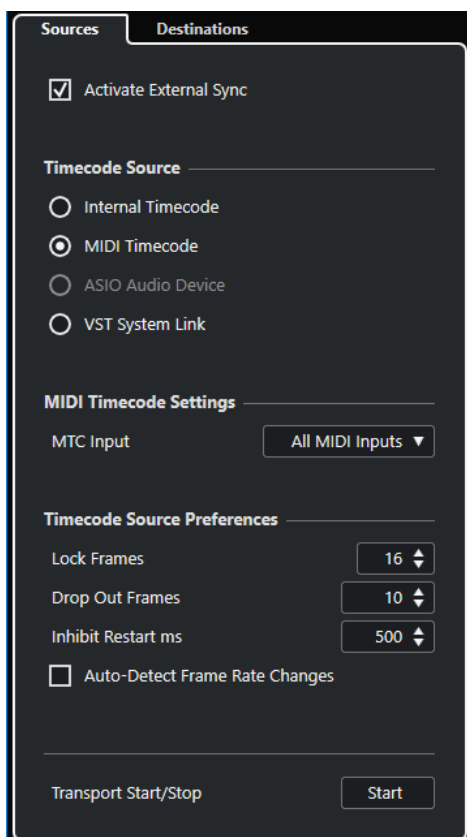 Sources Destinations
Activate External Sync
Timecode Source
Internal Timecode
MIDI Timecode
ASIO Audio Device
VST System Link
MIDI Timecode Settings
MTC Input All MIDI Inputs
Timecode Source Preferences
Lock Frames 16
Drop Out Frames 10
Inhibit Restart ms 500
Auto-Detect Frame Rate Changes
Transport Start/Stop Start